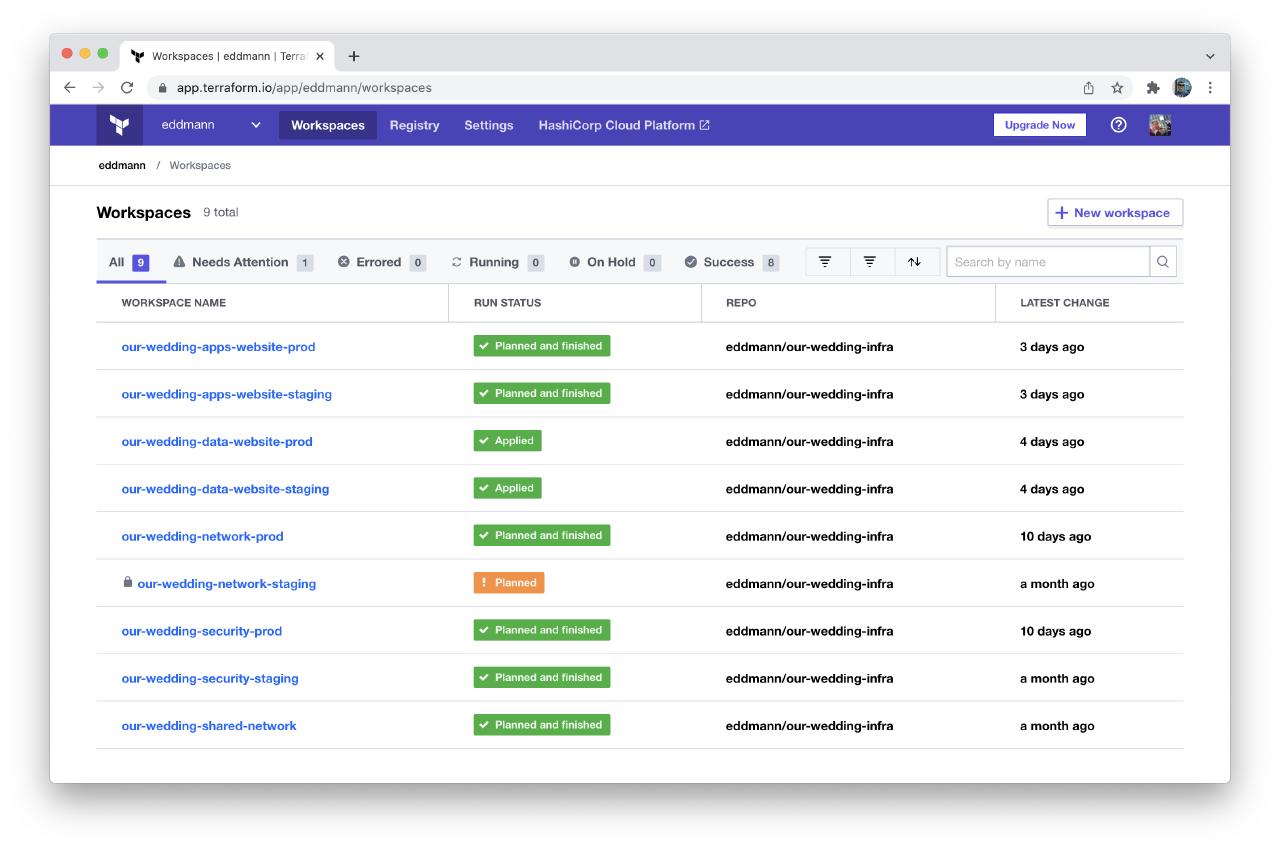 Workspaces | eddmann | Terra
app.terraform.io/app/eddmann/workspaces
eddmann Workspaces Registry Settings HashiCorp Cloud Platform Upgrade Now
eddmann / Workspaces
Workspaces 9 total + New workspace
All 9 Needs Attention 1 Errored 0 Running 0 On Hold 0 Success 8 Search by name
WORKSPACE NAME RUN STATUS REPO LATEST CHANGE
our-wedding-apps-website-prod Planned and finished eddmann/our-wedding-infra 3 days ago
our-wedding-apps-website-staging Planned and finished eddmann/our-wedding-infra 3 days ago
our-wedding-data-website-prod Applied eddmann/our-wedding-infra 4 days ago
our-wedding-data-website-staging Applied eddmann/our-wedding-infra 4 days ago
our-wedding-network-prod Planned and finished eddmann/our-wedding-infra 10 days ago
our-wedding-network-staging Planned eddmann/our-wedding-infra a month ago
our-wedding-security-prod Planned and finished eddmann/our-wedding-infra 10 days ago
our-wedding-security-staging Planned and finished eddmann/our-wedding-infra a month ago
our-wedding-shared-network Planned and finished eddmann/our-wedding-infra a month ago